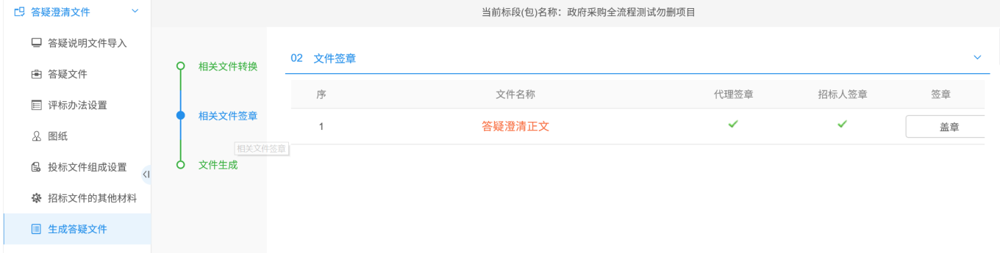 答疑澄清文件
当前标段(包)名称：政府采购全流程测试勿删项目
答疑说明文件导入
答疑文件
评标办法设置
图纸
投标文件组成设置
招标文件的其他材料
生成答疑文件
相关文件转换
相关文件签章
相关文件签章
文件生成
02 文件签章
序 文件名称 代理签章 招标人签章 签章
1 答疑澄清正文 盖章